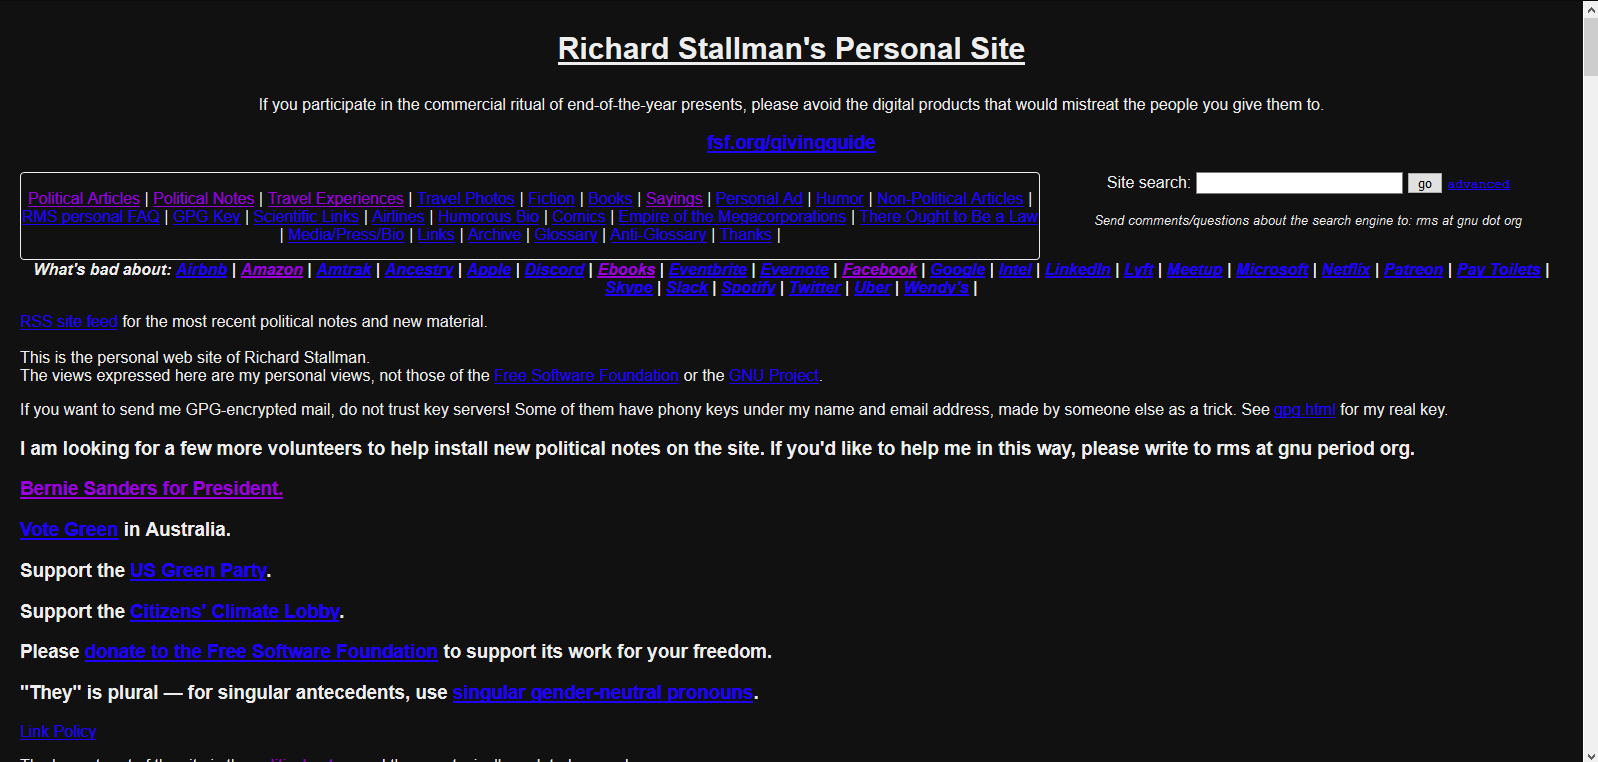 Richard Stallman's Personal Site
If you participate in the commercial ritual of end-of-the-year presents, please avoid the digital products that would mistreat the people you give them to.
fsf.org/givingguide
Political Articles | Political Notes | Travel Experiences | Travel Photos | Fiction | Books | Sayings | Personal Ad | Humor | Non-Political Articles |
RMS personal FAQ | GPG Key | Scientific Links | Airlines | Humorous Bio | Comics | Empire of the Megacorporations | There Ought to Be a Law
| Media/Press/Bio | Links | Archive | Glossary | Anti-Glossary | Thanks |
Site search: go advanced
Send comments/questions about the search engine to: rms at gnu dot org
What's bad about: Airbnb | Amazon | Amtrak | Ancestry | Apple | Discord | Ebooks | Eventbrite | Evernote | Facebook | Google | Intel | LinkedIn | Lyft | Meetup | Microsoft | Netflix | Patreon | Pay Toilets |
Skype | Slack | Spotify | Twitter | Uber | Wendy's |
RSS site feed for the most recent political notes and new material.
This is the personal web site of Richard Stallman.
The views expressed here are my personal views, not those of the Free Software Foundation or the GNU Project.
If you want to send me GPG-encrypted mail, do not trust key servers! Some of them have phony keys under my name and email address, made by someone else as a trick. See gpg.html for my real key.
I am looking for a few more volunteers to help install new political notes on the site. If you'd like to help me in this way, please write to rms at gnu period org.
Bernie Sanders for President.
Vote Green in Australia.
Support the US Green Party.
Support the Citizens' Climate Lobby.
Please donate to the Free Software Foundation to support its work for your freedom.
"They" is plural — for singular antecedents, use singular gender-neutral pronouns.
Link Policy